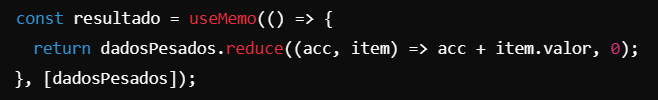 const resultado = useMemo(() => {
  return dadosPesados.reduce((acc, item) => acc + item.valor, 0);
}, [dadosPesados]);